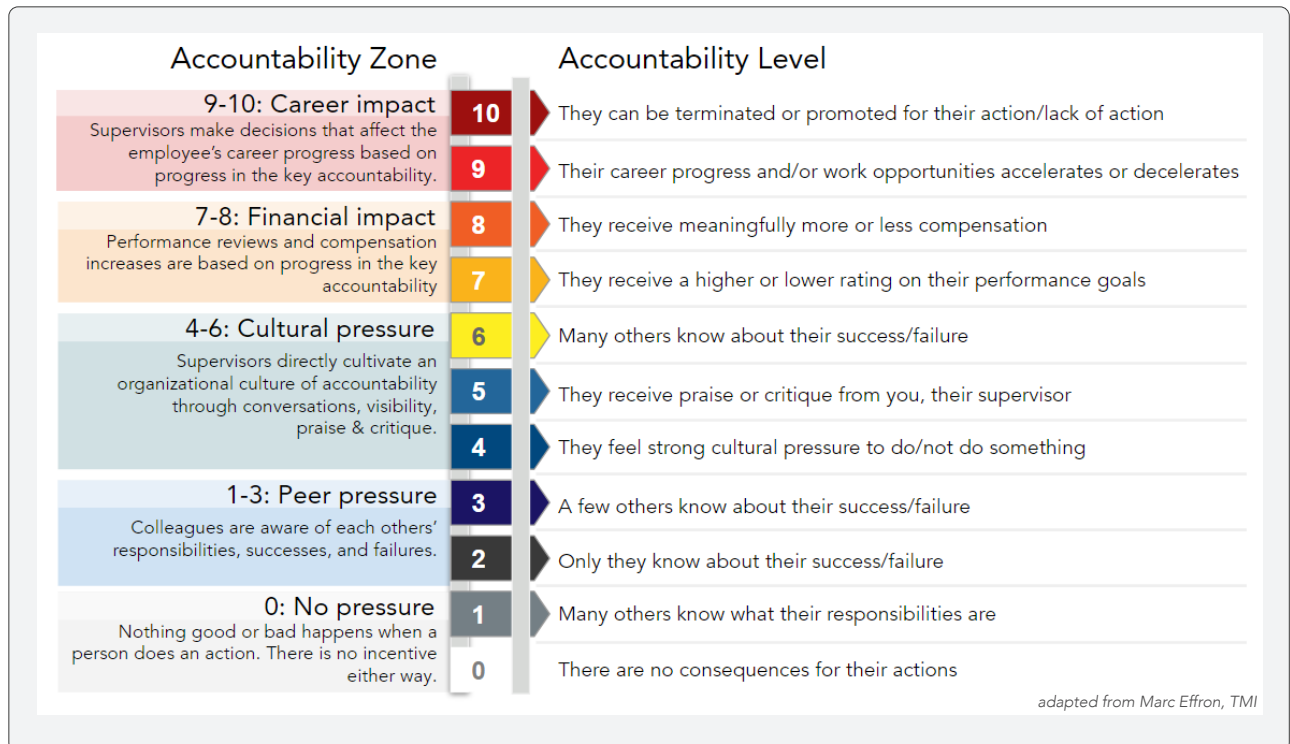 Accountability Zone
Accountability Level
9-10: Career impact
Supervisors make decisions that affect the
employee's career progress based on
progress in the key accountability.
10
They can be terminated or promoted for their action/lack of action
9
Their career progress and/or work opportunities accelerates or decelerates
7-8: Financial impact
Performance reviews and compensation
increases are based on progress in the key
accountability
8
They receive meaningfully more or less compensation
7
They receive a higher or lower rating on their performance goals
4-6: Cultural pressure
Supervisors directly cultivate an
organizational culture of accountability
through conversations, visibility,
praise & critique.
6
Many others know about their success/failure
5
They receive praise or critique from you, their supervisor
4
They feel strong cultural pressure to do/not do something
1-3: Peer pressure
Colleagues are aware of each others'
responsibilities, successes, and failures.
3
A few others know about their success/failure
2
Only they know about their success/failure
0: No pressure
Nothing good or bad happens when a
person does an action. There is no incentive
either way.
1
Many others know what their responsibilities are
0
There are no consequences for their actions
adapted from Marc Effron, TMI